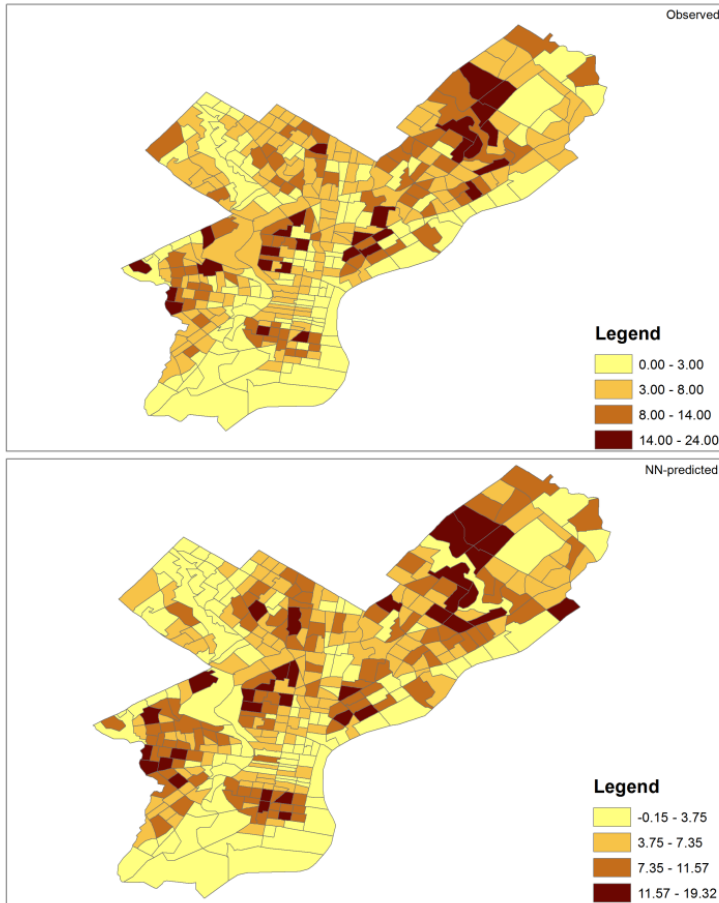 Observed
Legend
0.00 - 3.00
3.00 - 8.00
8.00 - 14.00
14.00 - 24.00
NN-predicted
Legend
-0.15 - 3.75
3.75 - 7.35
7.35 - 11.57
11.57 - 19.32